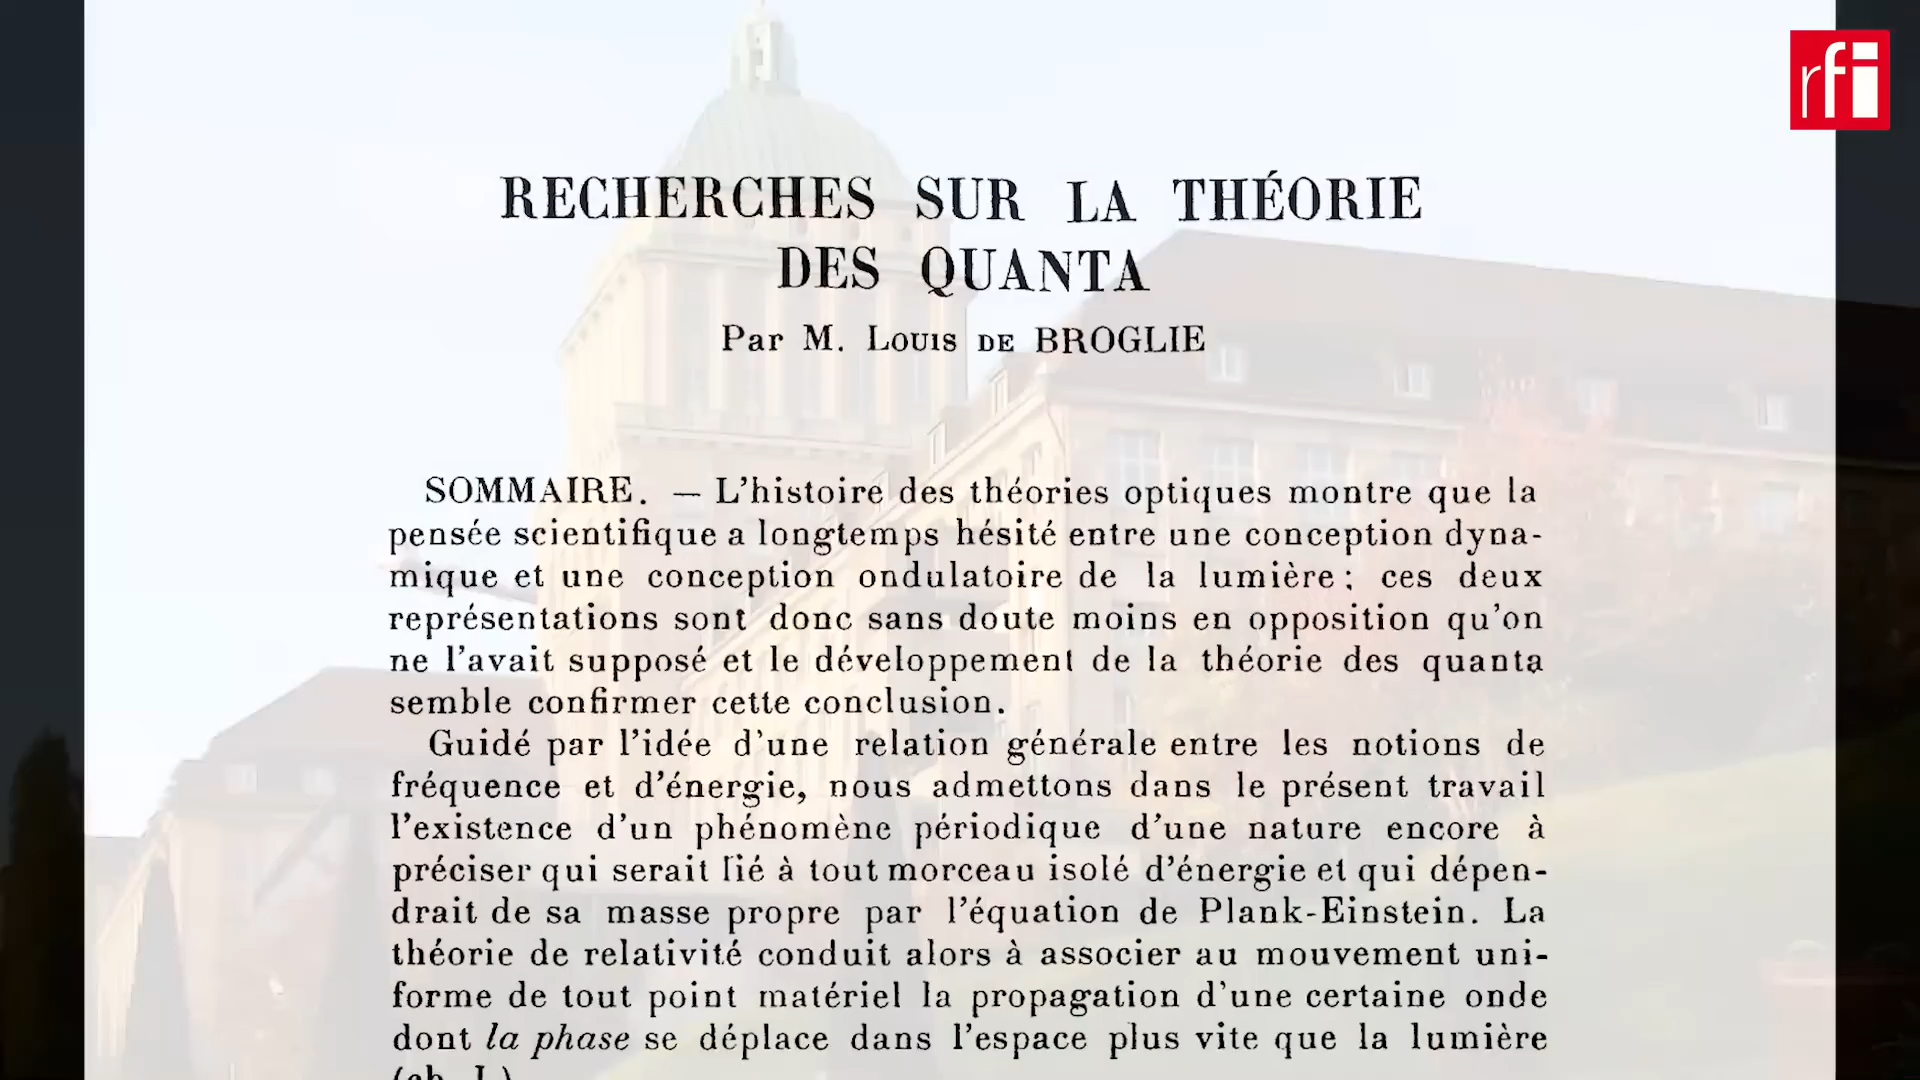 rfi
RECHERCHES SUR LA THÉORIE
DES QUANTA
Par M. Louis de BROGLIE
SOMMAIRE. — L'histoire des théories optiques montre que la
pensée scientifique a longtemps hésité entre une conception dyna-
mique et une conception ondulatoire de la lumière; ces deux
représentations sont donc sans doute moins en opposition qu'on
ne l'avait supposé et le développement de la théorie des quanta
semble confirmer cette conclusion.
Guidé par l'idée d'une relation générale entre les notions de
fréquence et d'énergie, nous admettons dans le présent travail
l'existence d'un phénomène périodique d'une nature encore à
préciser qui serait lié à tout morceau isolé d'énergie et qui dépen-
drait de sa masse propre par l'équation de Plank-Einstein. La
théorie de relativité conduit alors à associer au mouvement uni-
forme de tout point matériel la propagation d'une certaine onde
dont la phase se déplace dans l'espace plus vite que la lumière
(ch. I.)